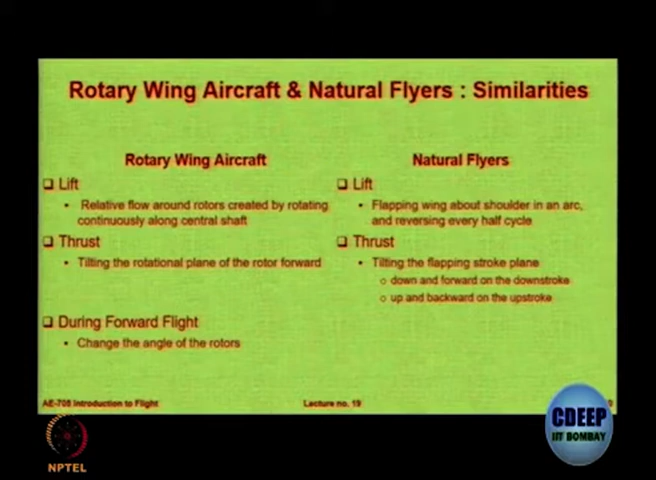 Rotary Wing Aircraft & Natural Flyers : Similarities
Rotary Wing Aircraft
❑ Lift
• Relative flow around rotors created by rotating
continuously along central shaft
❑ Thrust
• Tilting the rotational plane of the rotor forward
❑ During Forward Flight
• Change the angle of the rotors
Natural Flyers
❑ Lift
• Flapping wing about shoulder in an arc,
and reversing every half cycle
❑ Thrust
• Tilting the flapping stroke plane
○ down and forward on the downstroke
○ up and backward on the upstroke
AE-708 Introduction to Flight
Lecture no. 19
CDEEP
IIT BOMBAY
NPTEL